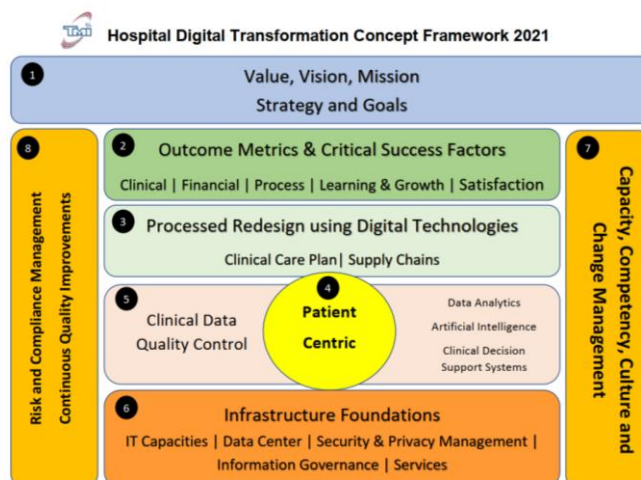 TMI
Hospital Digital Transformation Concept Framework 2021
1
Value, Vision, Mission
Strategy and Goals
8
Risk and Compliance Management
Continuous Quality Improvements
2
Outcome Metrics & Critical Success Factors
Clinical | Financial | Process | Learning & Growth | Satisfaction
3
Processed Redesign using Digital Technologies
Clinical Care Plan| Supply Chains
4
Patient
Centric
5
Clinical Data
Quality Control
Data Analytics
Artificial Intelligence
Clinical Decision
Support Systems
6
Infrastructure Foundations
IT Capacities | Data Center | Security & Privacy Management |
Information Governance | Services
7
Capacity, Competency, Culture and
Change Management